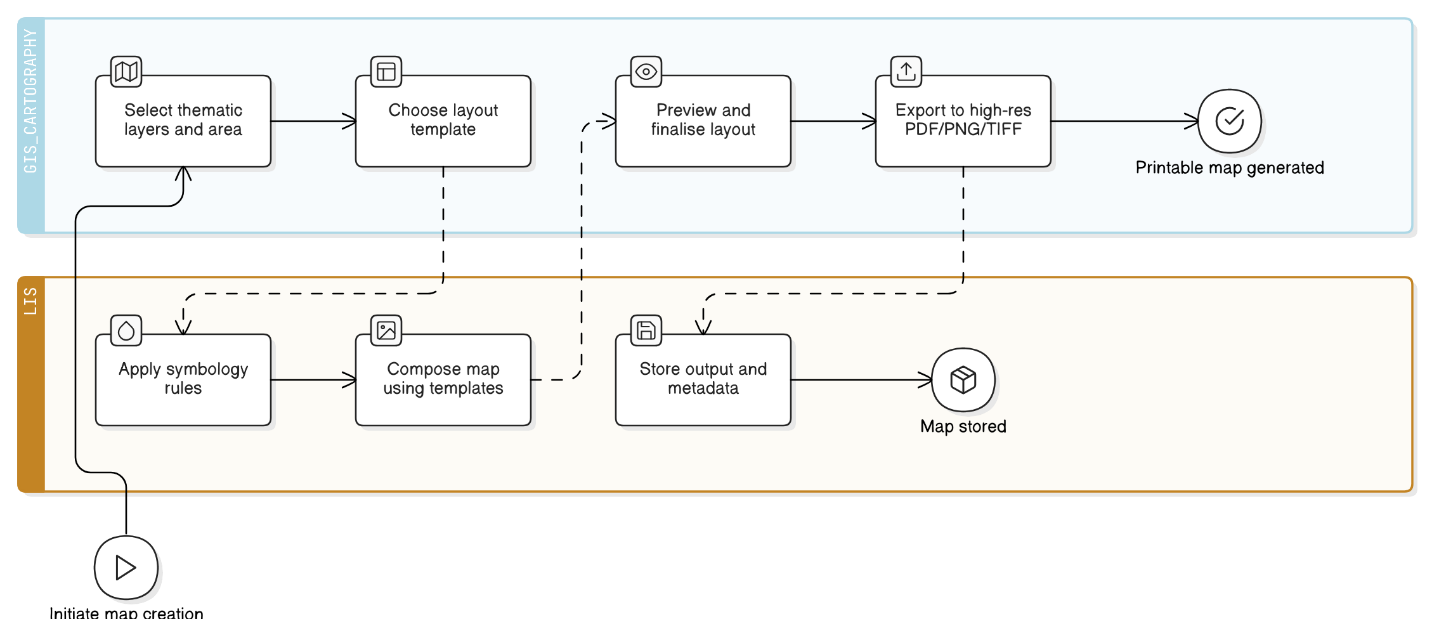 GIS_CARTOGRAPHY
Select thematic
layers and area
Choose layout
template
Preview and
finalise layout
Export to high-res
PDF/PNG/TIFF
Printable map generated
LIS
Apply symbology
rules
Compose map
using templates
Store output and
metadata
Map stored
Initiate map creation